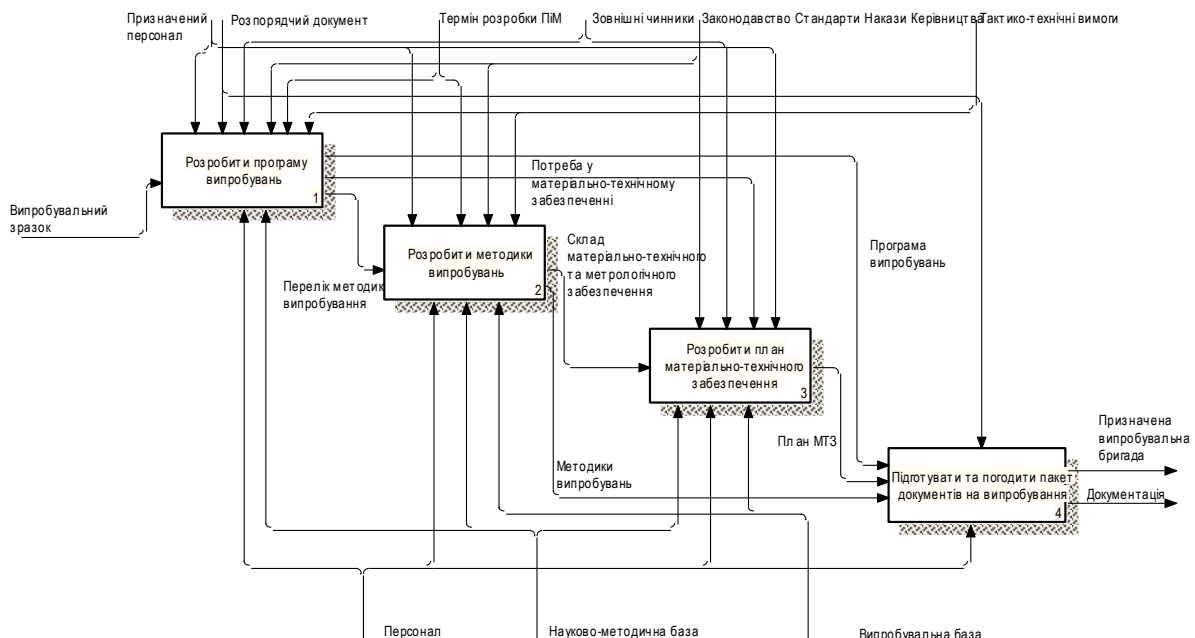 Призначений
персонал
Розпорядчий документ
Термін розробки ПіМ
Зовнішні чинники
Законодавство Стандарти Накази Керівництва
Тактико-технічні вимоги
Розробити програму
випробувань
1
Випробувальний
зразок
Потреба у
матеріально-технічному
забезпеченні
Розробити методики
випробувань
2
Перелік методик
випробування
Склад
матеріально-технічного
та метрологічного
забезпечення
Програма
випробувань
Розробити план
матеріально-технічного
забезпечення
3
План МТЗ
Методики
випробувань
Підготувати та погодити пакет
документів на випробування
4
Призначена
випробувальна
бригада
Документація
Персонал
Науково-методична база
Випробувальна база